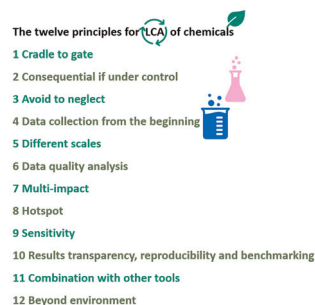 The twelve principles for (LCA) of chemicals
1 Cradle to gate
2 Consequential if under control
3 Avoid to neglect
4 Data collection from the beginning
5 Different scales
6 Data quality analysis
7 Multi-impact
8 Hotspot
9 Sensitivity
10 Results transparency, reproducibility and benchmarking
11 Combination with other tools
12 Beyond environment